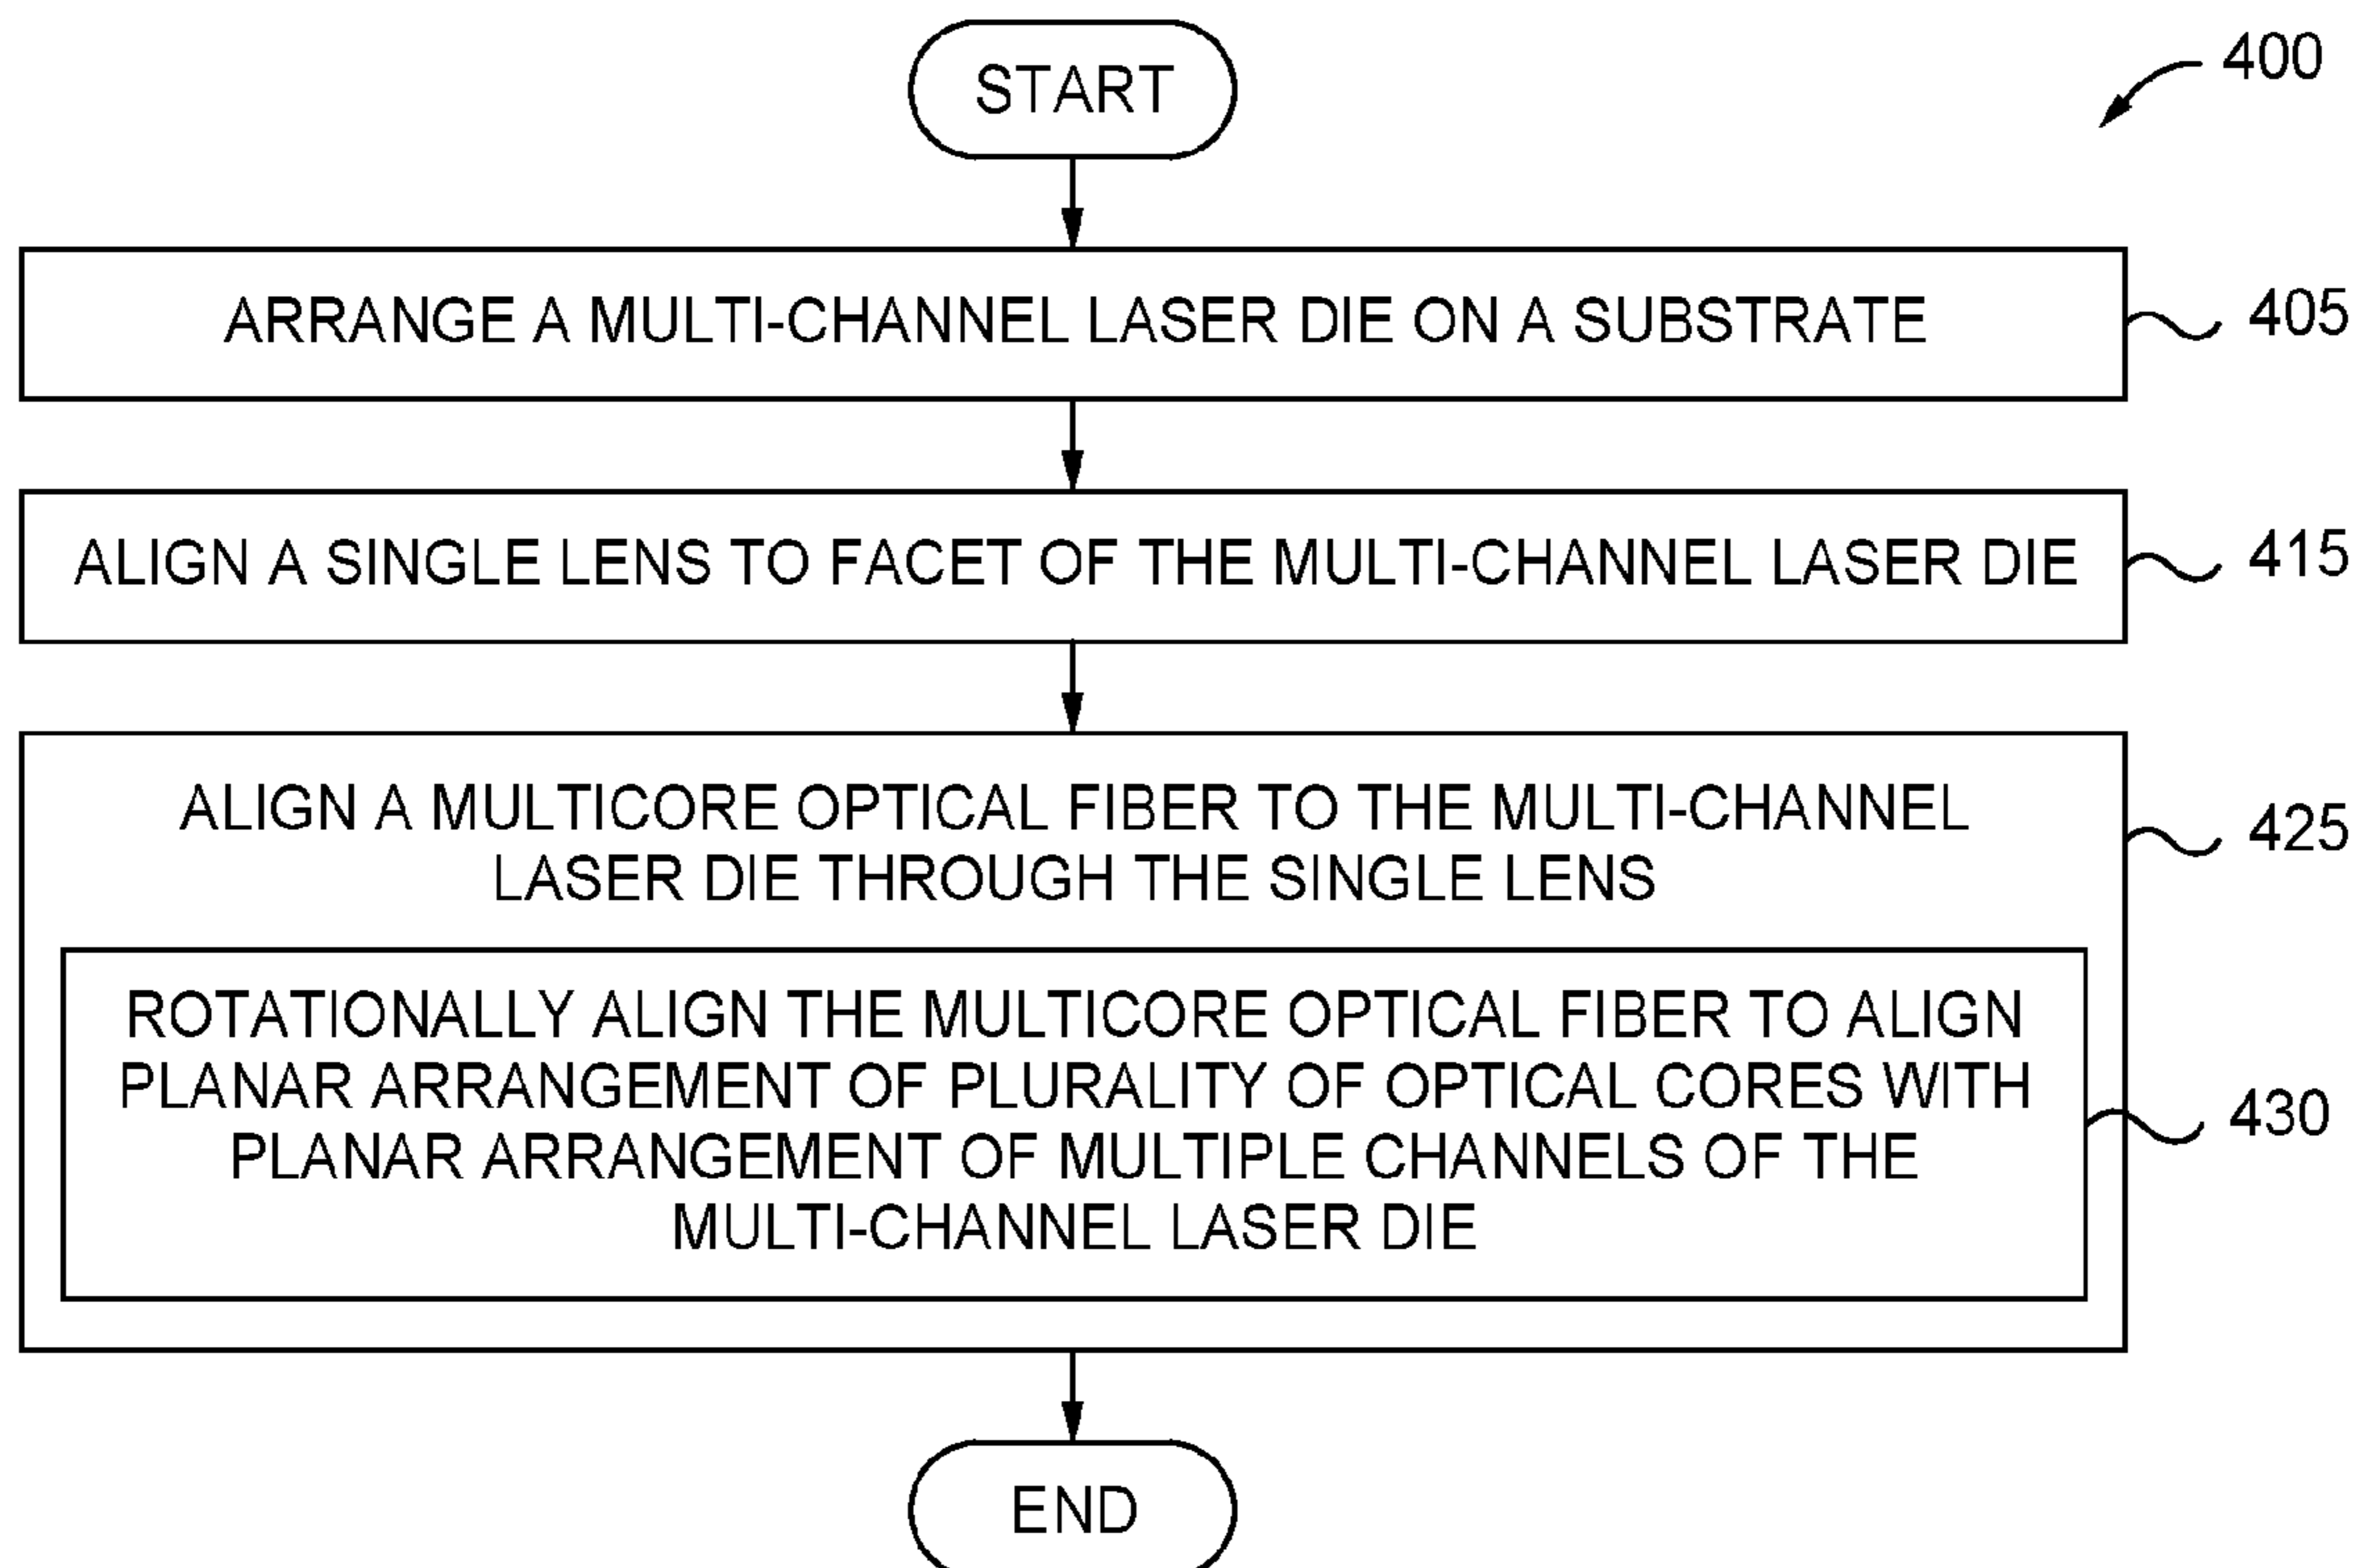 START
400
ARRANGE A MULTI-CHANNEL LASER DIE ON A SUBSTRATE
405
ALIGN A SINGLE LENS TO FACET OF THE MULTI-CHANNEL LASER DIE
415
ALIGN A MULTICORE OPTICAL FIBER TO THE MULTI-CHANNEL
LASER DIE THROUGH THE SINGLE LENS
425
ROTATIONALLY ALIGN THE MULTICORE OPTICAL FIBER TO ALIGN
PLANAR ARRANGEMENT OF PLURALITY OF OPTICAL CORES WITH
PLANAR ARRANGEMENT OF MULTIPLE CHANNELS OF THE
MULTI-CHANNEL LASER DIE
430
END